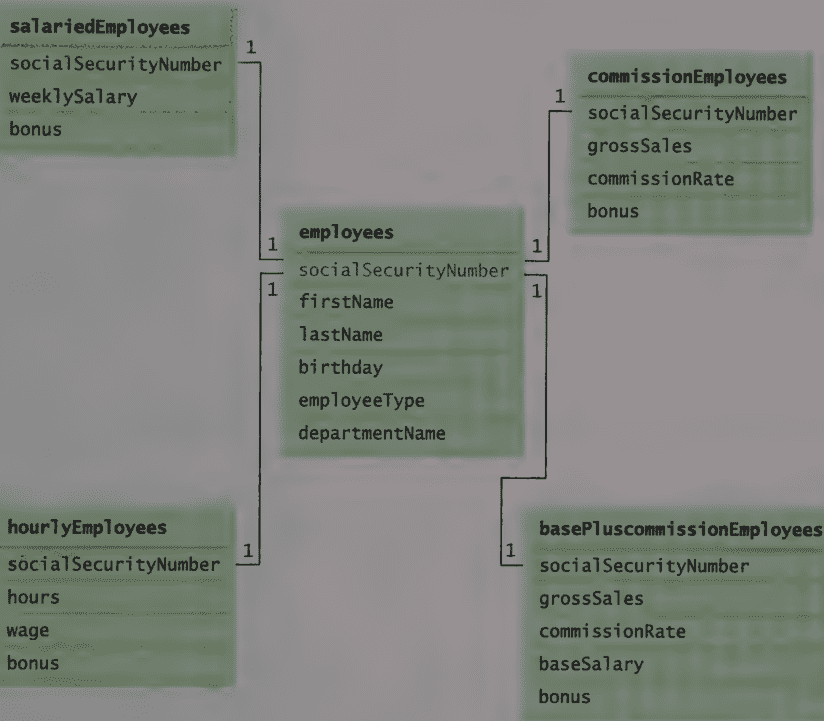 salariedEmployees
socialSecurityNumber
weeklySalary
bonus
1
commissionEmployees
socialSecurityNumber
grossSales
commissionRate
bonus
1
employees
socialSecurityNumber
firstName
lastName
birthday
employeeType
departmentName
1
1
1
1
hourlyEmployees
socialSecurityNumber
hours
wage
bonus
1
basePluscommissionEmployees
socialSecurityNumber
grossSales
commissionRate
baseSalary
bonus
1